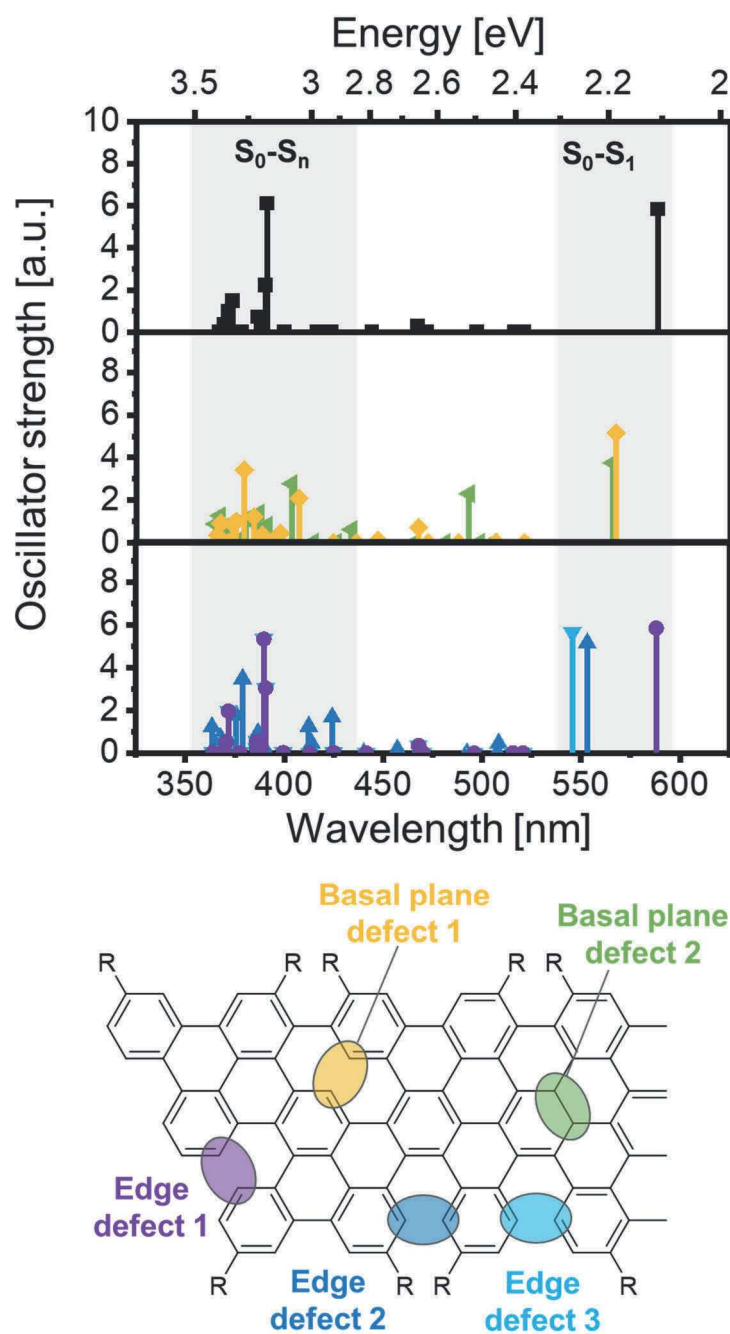 Energy [eV]
3.5 3 2.8 2.6 2.4 2.2 2
10
8
6
4
2
0
S0-Sn
S0-S1
8
6
4
2
0
8
6
4
2
0
Oscillator strength [a.u.]
350 400 450 500 550 600
Wavelength [nm]
Basal plane
defect 1
Basal plane
defect 2
R R R R R
Edge
defect 1
R R R R
Edge
defect 2
Edge
defect 3